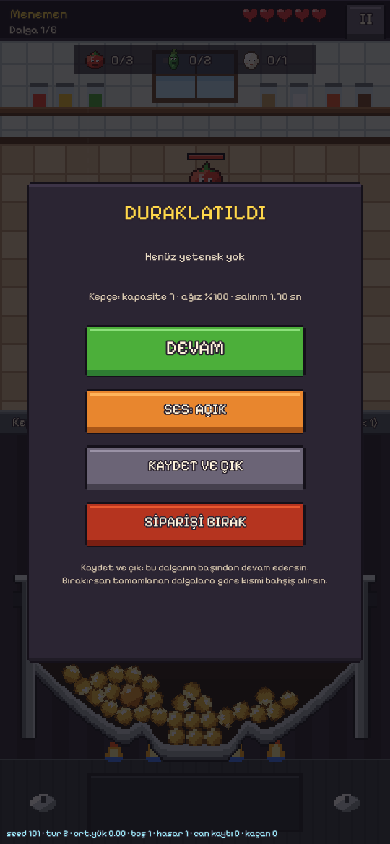 Menemen
Dalga 1/6
II
0/3
0/2
0/1
DURAKLATILDI
Henüz yetenek yok
Kepçe: kapasite 7 · ağız %100 · salınım 1.70 sn
DEVAM
SES: AÇIK
KAYDET VE ÇIK
SİPARİŞİ BIRAK
Kaydet ve çık: bu dalganın başından devam edersin
Bırakırsan tamamlanan dalgalara göre kısmi bahşiş alırsın.
seed 101 · tur 2 · ort.yük 0.00 · boş 1 · hasar 1 · can kaybı 0 · kaçan 0